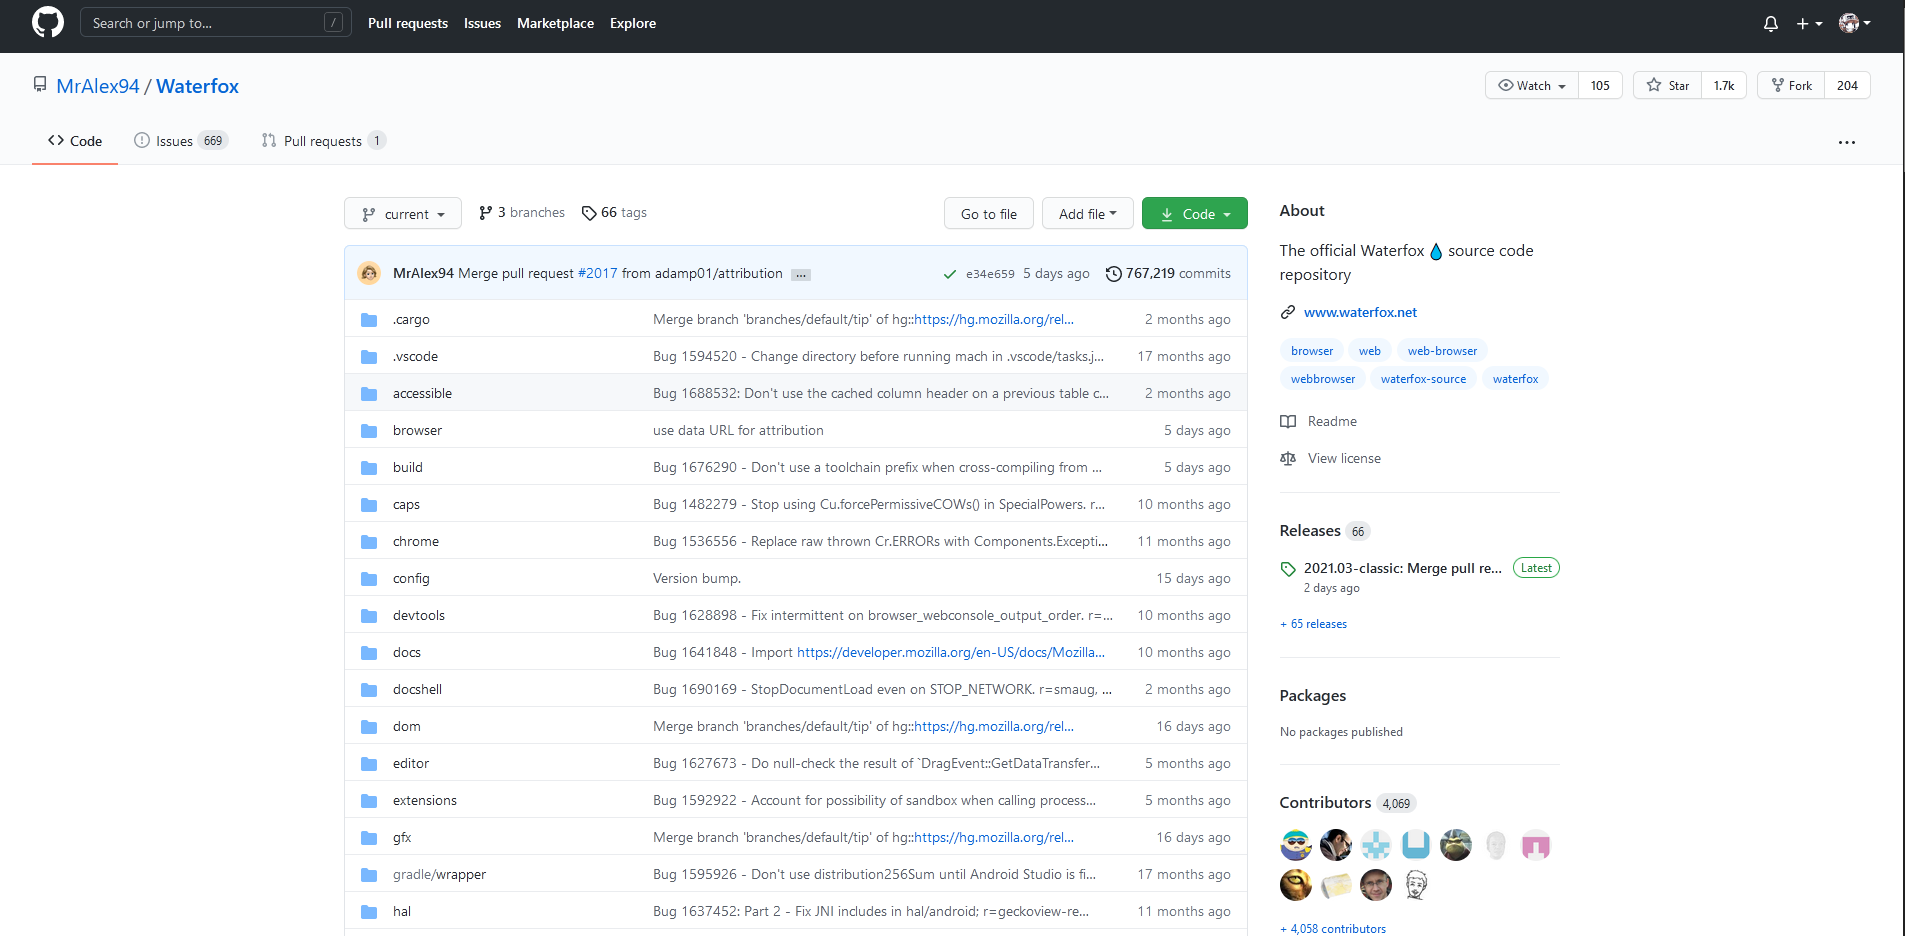 Search or jump to... /
Pull requests Issues Marketplace Explore
MrAlex94 / Waterfox
Watch 105 Star 1.7k Fork 204
Code Issues 669 Pull requests 1 ...
current 3 branches 66 tags Go to file Add file Code
MrAlex94 Merge pull request #2017 from adamp01/attribution ... e34e659 5 days ago 767,219 commits
.cargo Merge branch 'branches/default/tip' of hg::https://hg.mozilla.org/rel... 2 months ago
.vscode Bug 1594520 - Change directory before running mach in .vscode/tasks.j... 17 months ago
accessible Bug 1688532: Don't use the cached column header on a previous table c... 2 months ago
browser use data URL for attribution 5 days ago
build Bug 1676290 - Don't use a toolchain prefix when cross-compiling from ... 5 days ago
caps Bug 1482279 - Stop using Cu.forcePermissiveCOWs() in SpecialPowers. r... 10 months ago
chrome Bug 1536556 - Replace raw thrown Cr.ERRORs with Components.Excepti... 11 months ago
config Version bump. 15 days ago
devtools Bug 1628898 - Fix intermittent on browser_webconsole_output_order. r=... 10 months ago
docs Bug 1641848 - Import https://developer.mozilla.org/en-US/docs/Mozilla... 10 months ago
docshell Bug 1690169 - StopDocumentLoad even on STOP_NETWORK. r=smaug, ... 2 months ago
dom Merge branch 'branches/default/tip' of hg::https://hg.mozilla.org/rel... 16 days ago
editor Bug 1627673 - Do null-check the result of `DragEvent::GetDataTransfer... 5 months ago
extensions Bug 1592922 - Account for possibility of sandbox when calling process... 5 months ago
gfx Merge branch 'branches/default/tip' of hg::https://hg.mozilla.org/rel... 16 days ago
gradle/wrapper Bug 1595926 - Don't use distribution256Sum until Android Studio is fi... 17 months ago
hal Bug 1637452: Part 2 - Fix JNI includes in hal/android; r=geckoview-re... 11 months ago
About
The official Waterfox 💧 source code
repository
www.waterfox.net
browser web web-browser
webbrowser waterfox-source waterfox
Readme
View license
Releases 66
2021.03-classic: Merge pull re... Latest
2 days ago
+ 65 releases
Packages
No packages published
Contributors 4,069
+ 4,058 contributors